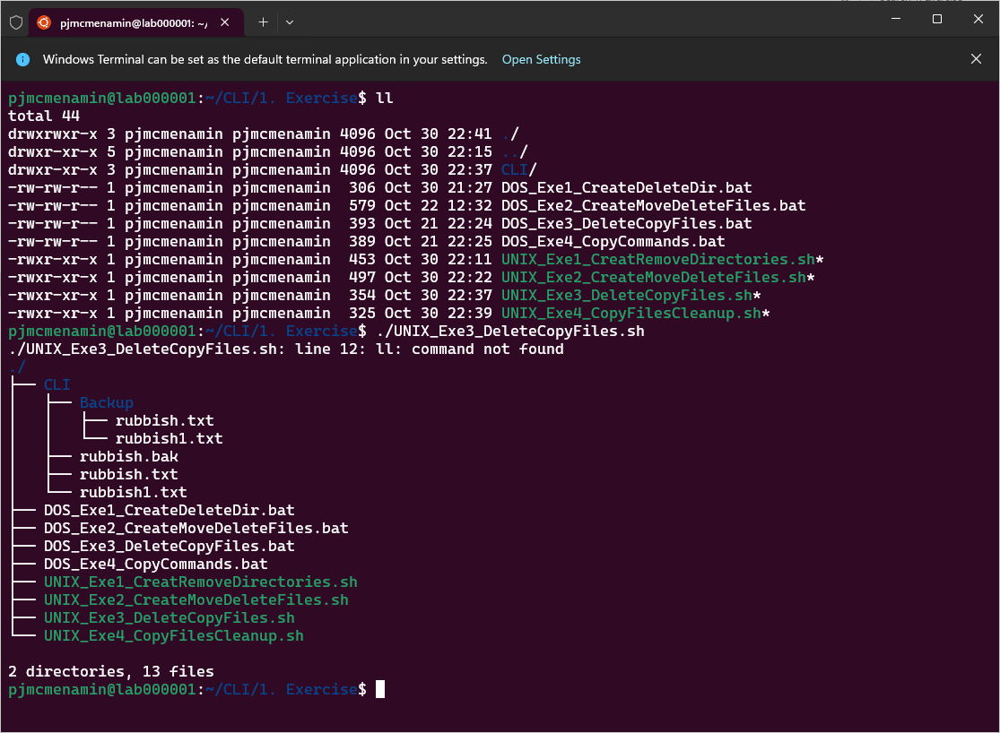 pjmcmenamin@lab000001: ~/
Windows Terminal can be set as the default terminal application in your settings. Open Settings
pjmcmenamin@lab000001:~/CLI/1. Exercise$ ll
total 44
drwxrwxr-x 3 pjmcmenamin pjmcmenamin 4096 Oct 30 22:41 ./
drwxr-xr-x 5 pjmcmenamin pjmcmenamin 4096 Oct 30 22:15 ../
drwxr-xr-x 3 pjmcmenamin pjmcmenamin 4096 Oct 30 22:37 CLI/
-rw-rw-r-- 1 pjmcmenamin pjmcmenamin  306 Oct 30 21:27 DOS_Exe1_CreateDeleteDir.bat
-rw-rw-r-- 1 pjmcmenamin pjmcmenamin  579 Oct 22 12:32 DOS_Exe2_CreateMoveDeleteFiles.bat
-rw-rw-r-- 1 pjmcmenamin pjmcmenamin  393 Oct 21 22:24 DOS_Exe3_DeleteCopyFiles.bat
-rw-rw-r-- 1 pjmcmenamin pjmcmenamin  389 Oct 21 22:25 DOS_Exe4_CopyCommands.bat
-rwxr-xr-x 1 pjmcmenamin pjmcmenamin  453 Oct 30 22:11 UNIX_Exe1_CreatRemoveDirectories.sh*
-rwxr-xr-x 1 pjmcmenamin pjmcmenamin  497 Oct 30 22:22 UNIX_Exe2_CreateMoveDeleteFiles.sh*
-rwxr-xr-x 1 pjmcmenamin pjmcmenamin  354 Oct 30 22:37 UNIX_Exe3_DeleteCopyFiles.sh*
-rwxr-xr-x 1 pjmcmenamin pjmcmenamin  325 Oct 30 22:39 UNIX_Exe4_CopyFilesCleanup.sh*
pjmcmenamin@lab000001:~/CLI/1. Exercise$ ./UNIX_Exe3_DeleteCopyFiles.sh
./UNIX_Exe3_DeleteCopyFiles.sh: line 12: ll: command not found
./
├── CLI
│   ├── Backup
│   │   ├── rubbish.txt
│   │   └── rubbish1.txt
│   ├── rubbish.bak
│   ├── rubbish.txt
│   └── rubbish1.txt
├── DOS_Exe1_CreateDeleteDir.bat
├── DOS_Exe2_CreateMoveDeleteFiles.bat
├── DOS_Exe3_DeleteCopyFiles.bat
├── DOS_Exe4_CopyCommands.bat
├── UNIX_Exe1_CreatRemoveDirectories.sh
├── UNIX_Exe2_CreateMoveDeleteFiles.sh
├── UNIX_Exe3_DeleteCopyFiles.sh
└── UNIX_Exe4_CopyFilesCleanup.sh
2 directories, 13 files
pjmcmenamin@lab000001:~/CLI/1. Exercise$